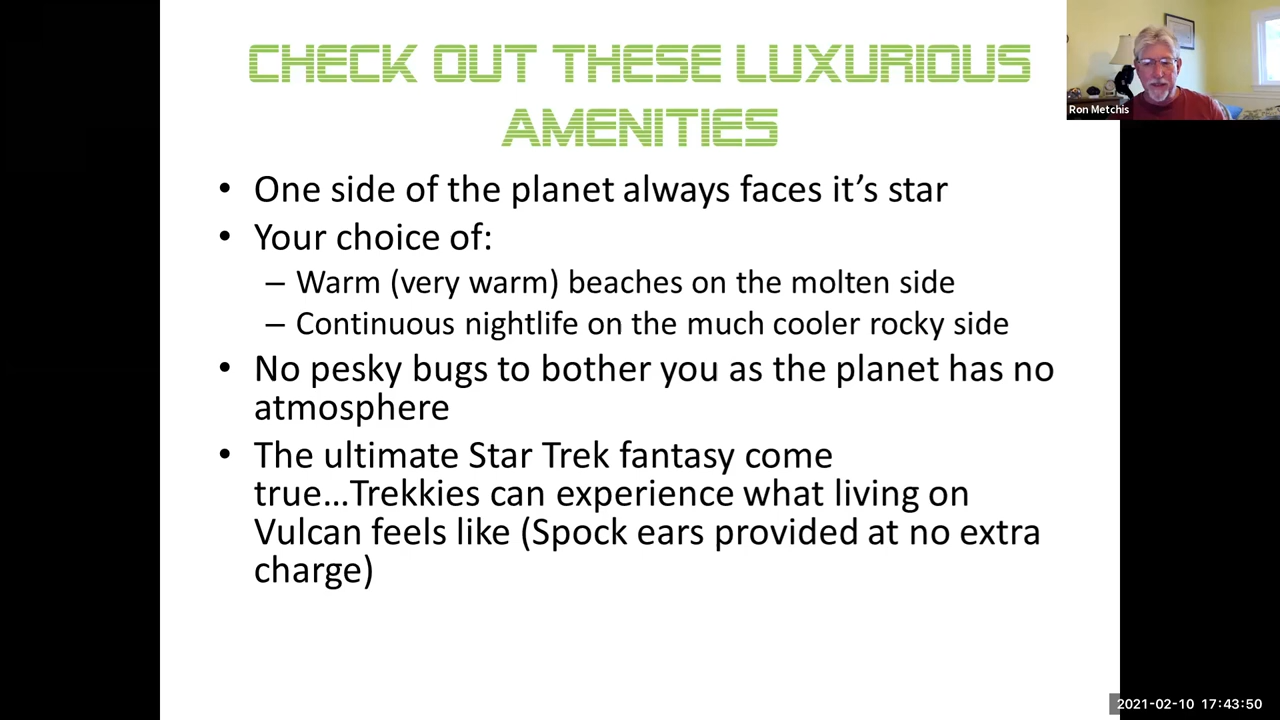 CHECK OUT THESE LUXURIOUS
AMENITIES
Ron Metchis
• One side of the planet always faces it's star
• Your choice of:
– Warm (very warm) beaches on the molten side
– Continuous nightlife on the much cooler rocky side
• No pesky bugs to bother you as the planet has no
atmosphere
• The ultimate Star Trek fantasy come
true…Trekkies can experience what living on
Vulcan feels like (Spock ears provided at no extra
charge)
2021-02-10 17:43:50